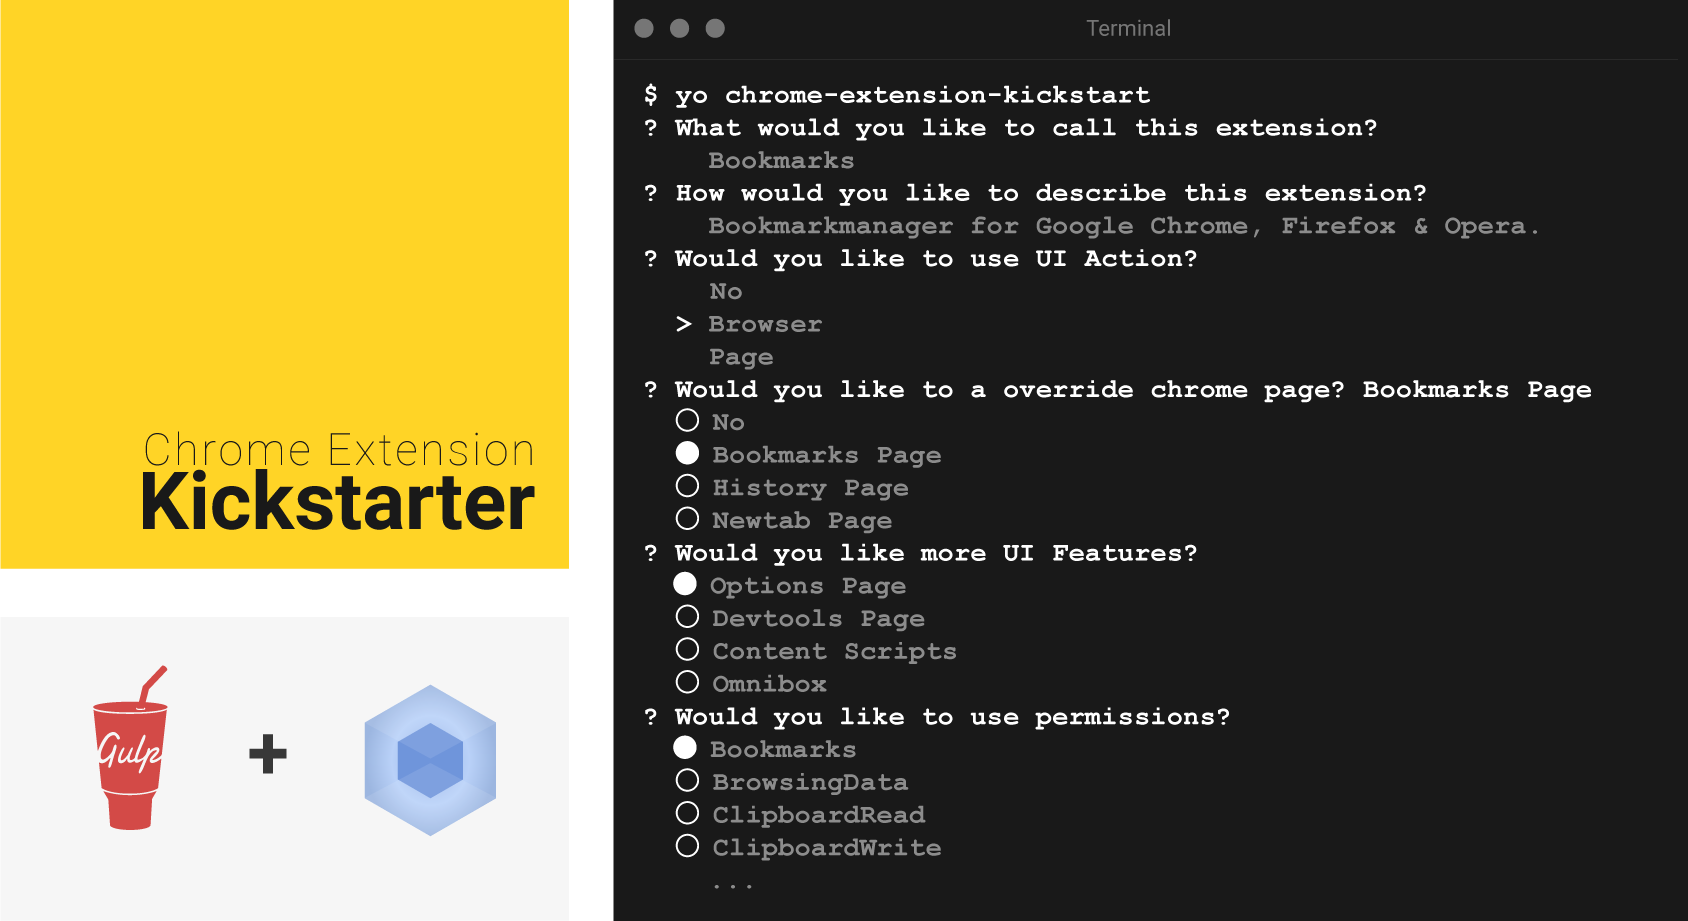 Chrome Extension
Kickstarter
Gulp
Terminal
$ yo chrome-extension-kickstart
? What would you like to call this extension?
Bookmarks
? How would you like to describe this extension?
Bookmarkmanager for Google Chrome, Firefox & Opera.
? Would you like to use UI Action?
No
> Browser
Page
? Would you like to a override chrome page? Bookmarks Page
No
Bookmarks Page
History Page
Newtab Page
? Would you like more UI Features?
Options Page
Devtools Page
Content Scripts
Omnibox
? Would you like to use permissions?
Bookmarks
BrowsingData
ClipboardRead
ClipboardWrite
...